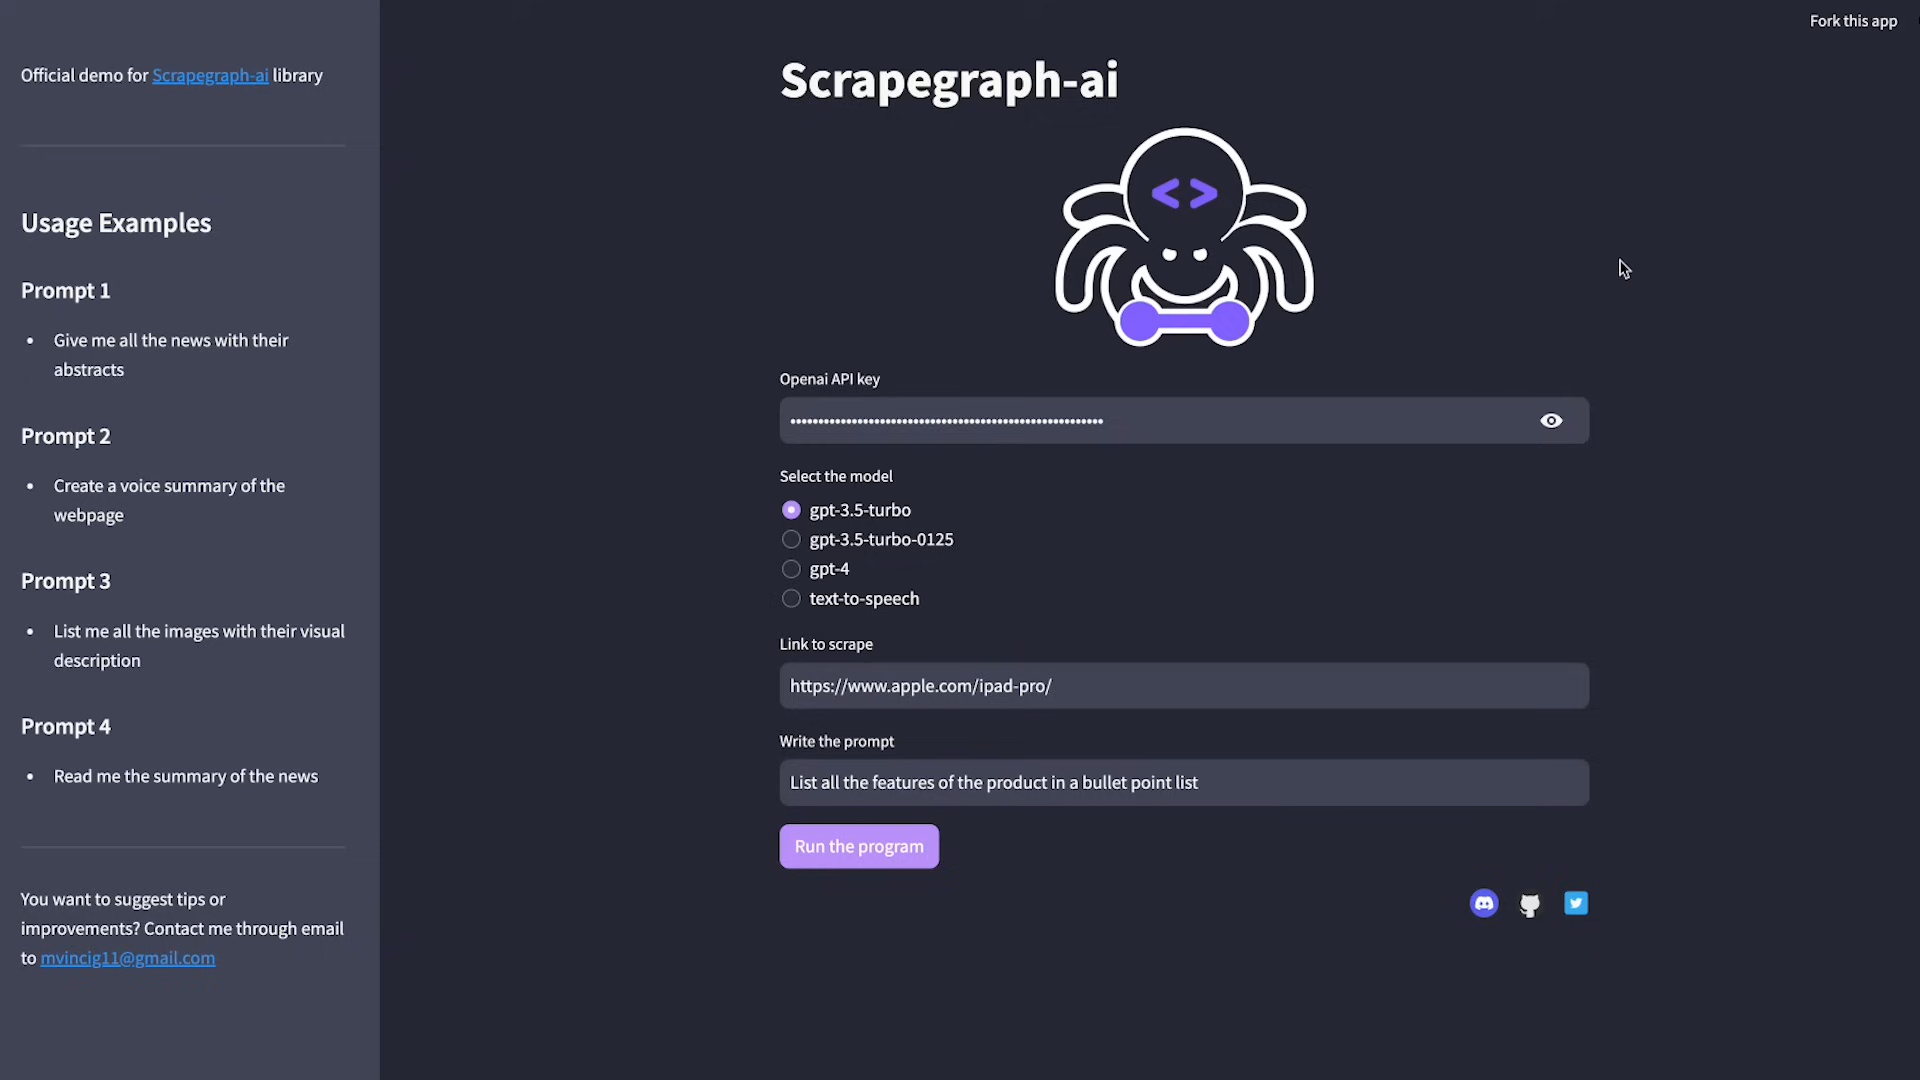 Fork this app
Official demo for Scrapegraph-ai library
Usage Examples
Prompt 1
• Give me all the news with their
abstracts
Prompt 2
• Create a voice summary of the
webpage
Prompt 3
• List me all the images with their visual
description
Prompt 4
• Read me the summary of the news
You want to suggest tips or
improvements? Contact me through email
to mvincig11@gmail.com
Scrapegraph-ai
< >
Openai API key
Select the model
gpt-3.5-turbo
gpt-3.5-turbo-0125
gpt-4
text-to-speech
Link to scrape
https://www.apple.com/ipad-pro/
Write the prompt
List all the features of the product in a bullet point list
Run the program